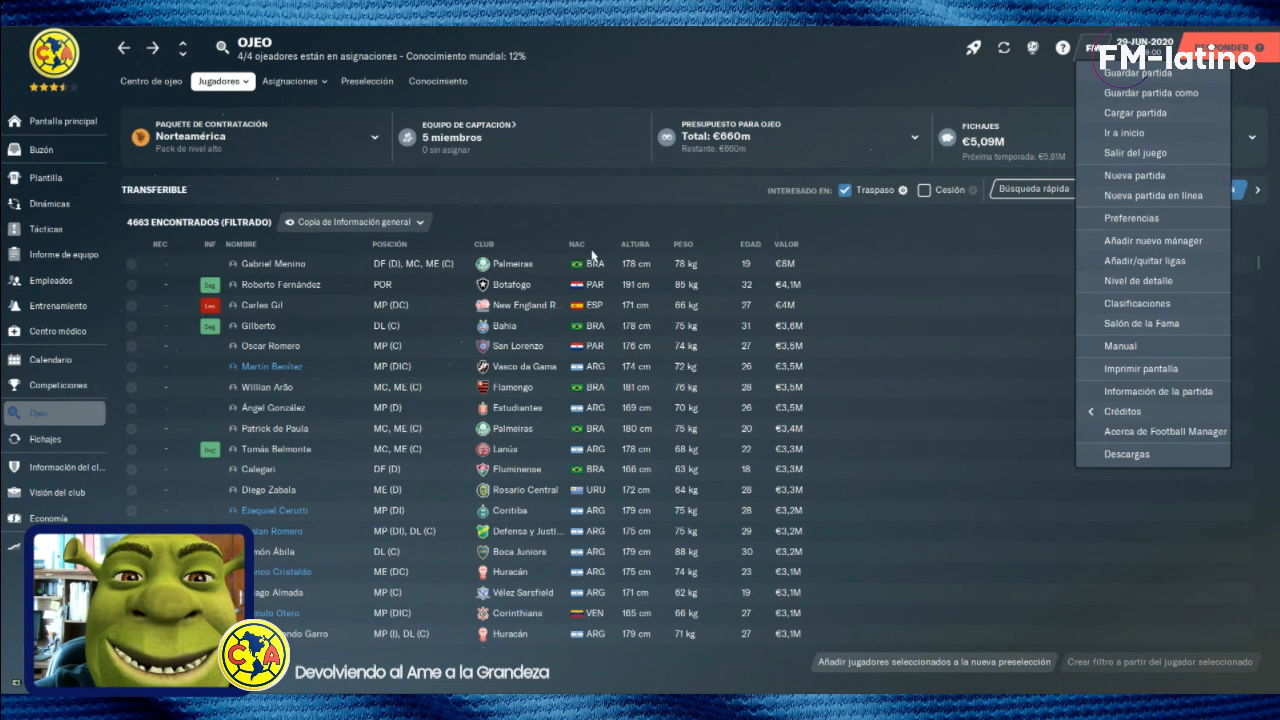 OJEO
4/4 ojeadores están en asignaciones - Conocimiento mundial: 12%
29-JUN-2020
FM-latino
Centro de ojeo Jugadores Asignaciones Preselección Conocimiento
Pantalla principal
Buzón
Plantilla
Dinámicas
Tácticas
Informe de equipo
Empleados
Entrenamiento
Centro médico
Calendario
Competiciones
Ojeo
Fichajes
Información del cl...
Visión del club
Economía
PAQUETE DE CONTRATACIÓN
Norteamérica
Pack de nivel alto
EQUIPO DE CAPTACIÓN
5 miembros
0 sin asignar
PRESUPUESTO PARA OJEO
Total: €660m
Restante: €660m
FICHAJES
€5,09M
Próxima temporada, €5,81M
TRANSFERIBLE
INTERESADO EN: Traspaso Cesión Búsqueda rápida
4663 ENCONTRADOS (FILTRADO) Copia de Información general
REC INF NOMBRE POSICIÓN CLUB NAC ALTURA PESO EDAD VALOR
- Gabriel Menino DF (D), MC, ME (C) Palmeiras BRA 178 cm 78 kg 19 €8M
- Seg Roberto Fernández POR Botafogo PAR 191 cm 85 kg 32 €4,1M
- Les Carles Gil MP (DC) New England R... ESP 171 cm 66 kg 27 €4M
- Seg Gilberto DL (C) Bahia BRA 178 cm 75 kg 31 €3,6M
- Oscar Romero MP (C) San Lorenzo PAR 176 cm 74 kg 27 €3,5M
- Martín Benítez MP (DIC) Vasco da Gama ARG 174 cm 72 kg 26 €3,5M
- Willian Arão MC, ME (C) Flamengo BRA 181 cm 76 kg 28 €3,5M
- Ángel González MP (DI) Estudiantes ARG 169 cm 70 kg 26 €3,5M
- Patrick de Paula MC, ME (C) Palmeiras BRA 180 cm 75 kg 20 €3,4M
- Tomás Belmonte MC, ME (C) Lanús ARG 178 cm 68 kg 22 €3,3M
- Calegari DF (D) Fluminense BRA 166 cm 63 kg 18 €3,3M
- Diego Zabala ME (D) Rosario Central URU 172 cm 64 kg 28 €3,3M
- Ezequiel Cerutti MP (DI) Coritiba ARG 179 cm 75 kg 28 €3,2M
Romero MP (DI), DL (C) Defensa y Justi... ARG 175 cm 75 kg 29 €3,2M
Ábila DL (C) Boca Juniors ARG 179 cm 88 kg 30 €3,2M
Cristaldo ME (DC) Huracán ARG 175 cm 74 kg 23 €3,1M
Almada MP (C) Vélez Sarsfield ARG 171 cm 62 kg 19 €3,1M
Otero MP (DIC) Corinthians VEN 165 cm 66 kg 27 €3,1M
Garro MP (I), DL (C) Huracán ARG 179 cm 71 kg 27 €3,1M
Guardar partida
Guardar partida como
Cargar partida
Ir a inicio
Salir del juego
Nueva partida
Nueva partida en línea
Preferencias
Añadir nuevo mánager
Añadir/quitar ligas
Nivel de detalle
Clasificaciones
Salón de la Fama
Manual
Imprimir pantalla
Información de la partida
Créditos
Acerca de Football Manager
Descargas
Añadir jugadores seleccionados a la nueva preselección Crear filtro a partir del jugador seleccionado
CA
Devolviendo al Ame a la Grandeza